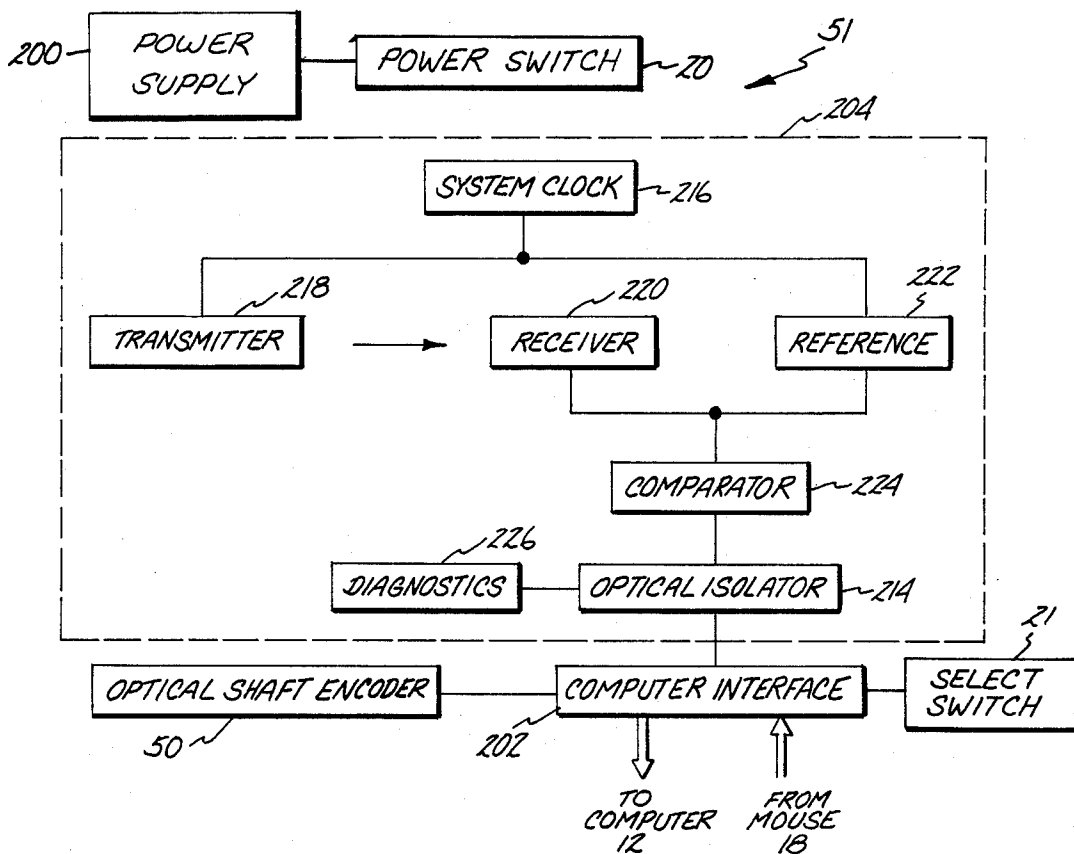 200
POWER
SUPPLY
POWER SWITCH
20
51
204
SYSTEM CLOCK
216
218
220
222
TRANSMITTER
RECEIVER
REFERENCE
COMPARATOR
224
226
DIAGNOSTICS
OPTICAL ISOLATOR
214
21
OPTICAL SHAFT ENCODER
COMPUTER INTERFACE
SELECT
SWITCH
50
202
TO
COMPUTER
12
FROM
MOUSE
18